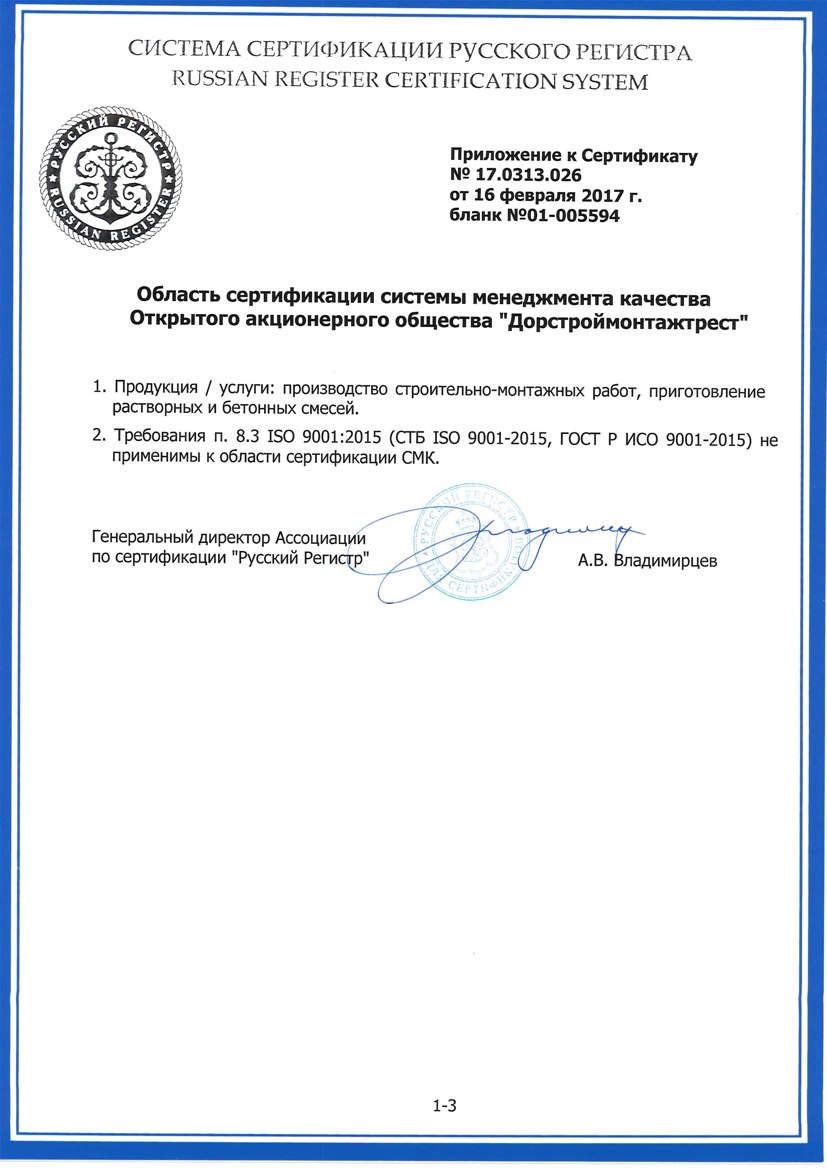 СИСТЕМА СЕРТИФИКАЦИИ РУССКОГО РЕГИСТРА
RUSSIAN REGISTER CERTIFICATION SYSTEM
РУССКИЙ РЕГИСТР
RUSSIAN REGISTER
Приложение к Сертификату
№ 17.0313.026
от 16 февраля 2017 г.
бланк №01-005594
Область сертификации системы менеджмента качества
Открытого акционерного общества "Дорстроймонтажтрест"
1. Продукция / услуги: производство строительно-монтажных работ, приготовление
растворных и бетонных смесей.
2. Требования п. 8.3 ISO 9001:2015 (СТБ ISO 9001-2015, ГОСТ Р ИСО 9001-2015) не
применимы к области сертификации СМК.
Генеральный директор Ассоциации
по сертификации "Русский Регистр"
РУССКИЙ РЕГИСТР
А.В. Владимирцев
1-3